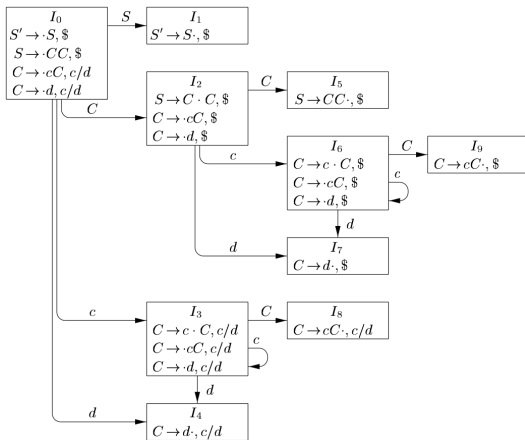 I₀
S′ → ·S, $
S → ·CC, $
C → ·cC, c/d
C → ·d, c/d
S
I₁
S′ → S·, $
C
I₂
S → C · C, $
C → ·cC, $
C → ·d, $
C
I₅
S → CC·, $
c
I₆
C → c · C, $
C → ·cC, $
C → ·d, $
C
I₉
C → cC·, $
c
d
d
I₇
C → d·, $
c
I₃
C → c · C, c/d
C → ·cC, c/d
C → ·d, c/d
C
I₈
C → cC·, c/d
c
d
d
I₄
C → d·, c/d